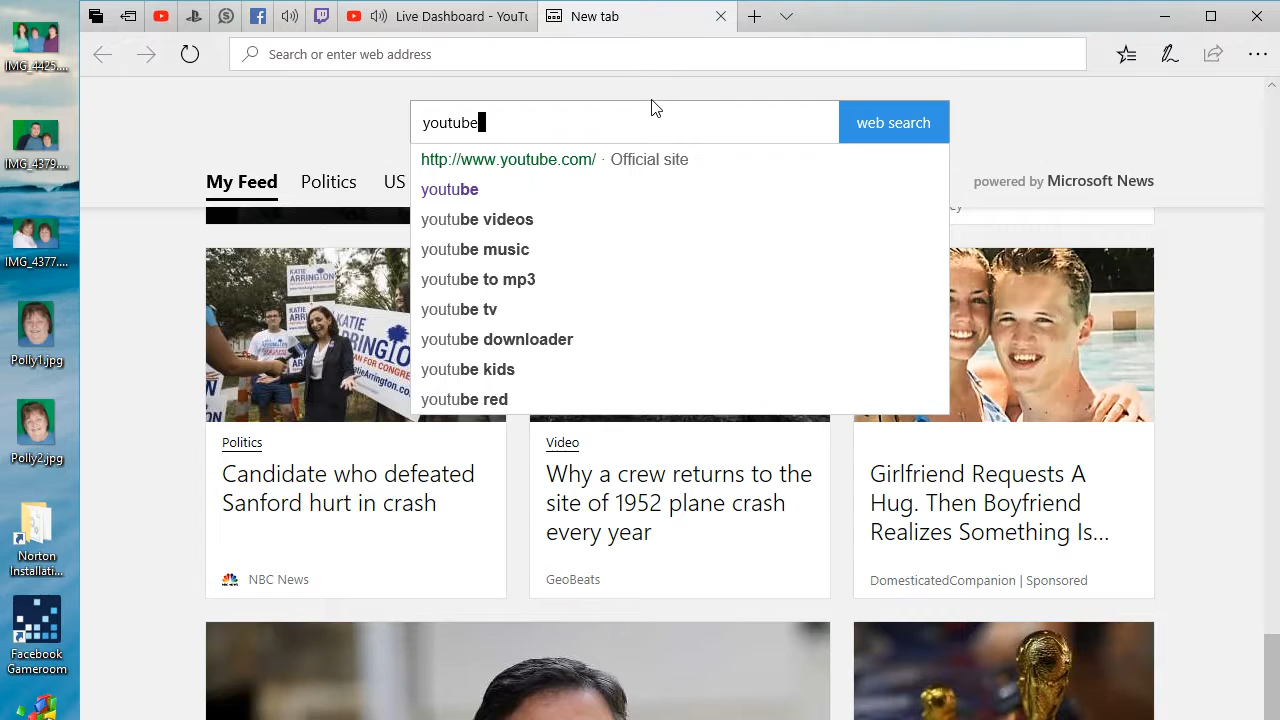 Live Dashboard - YouTu
New tab
Search or enter web address
IMG_4425....
IMG_4379....
IMG_4377....
Polly1.jpg
Polly2.jpg
Norton
Installati...
Facebook
Gameroom
youtube
web search
http://www.youtube.com/ · Official site
youtube
youtube videos
youtube music
youtube to mp3
youtube tv
youtube downloader
youtube kids
youtube red
My Feed
Politics
US
powered by Microsoft News
KATIE
ARRINGTON
KATIE
ARRINGTON
Politics
Candidate who defeated
Sanford hurt in crash
NBC News
Video
Why a crew returns to the
site of 1952 plane crash
every year
GeoBeats
Girlfriend Requests A
Hug. Then Boyfriend
Realizes Something Is...
DomesticatedCompanion | Sponsored